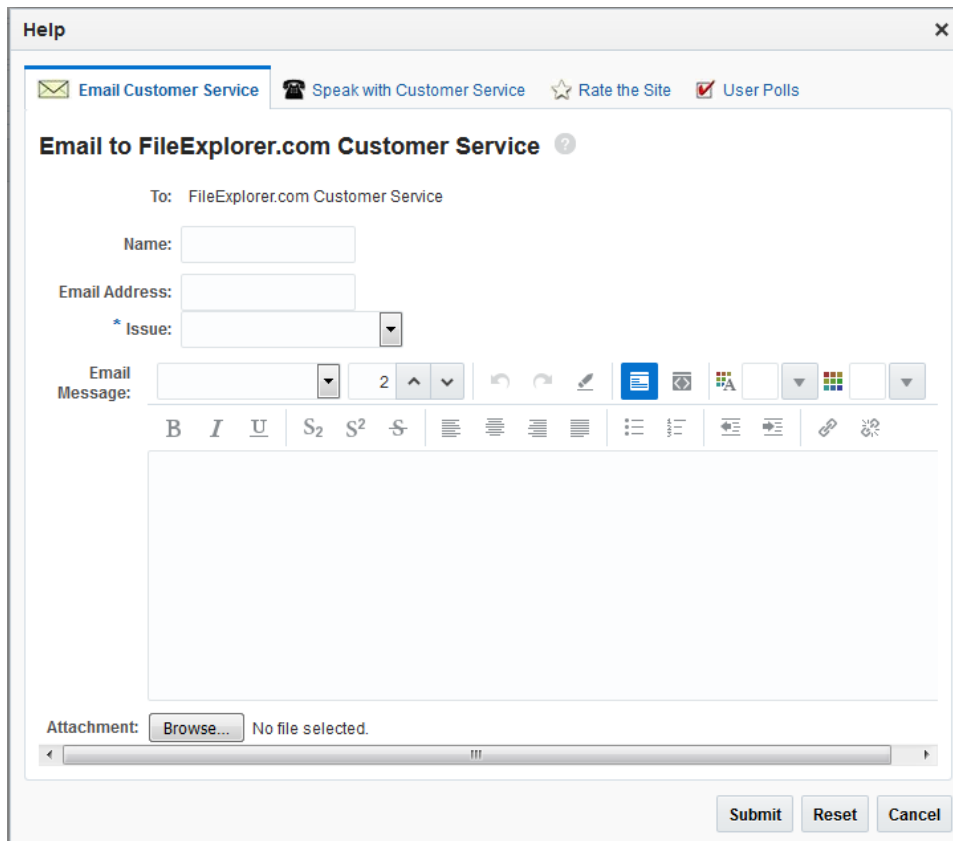 Help
Email Customer Service Speak with Customer Service Rate the Site User Polls
Email to FileExplorer.com Customer Service ?
To: FileExplorer.com Customer Service
Name:
Email Address:
* Issue:
Email Message: 2 A
B I U S2 S2 S
Attachment: Browse... No file selected.
Submit Reset Cancel